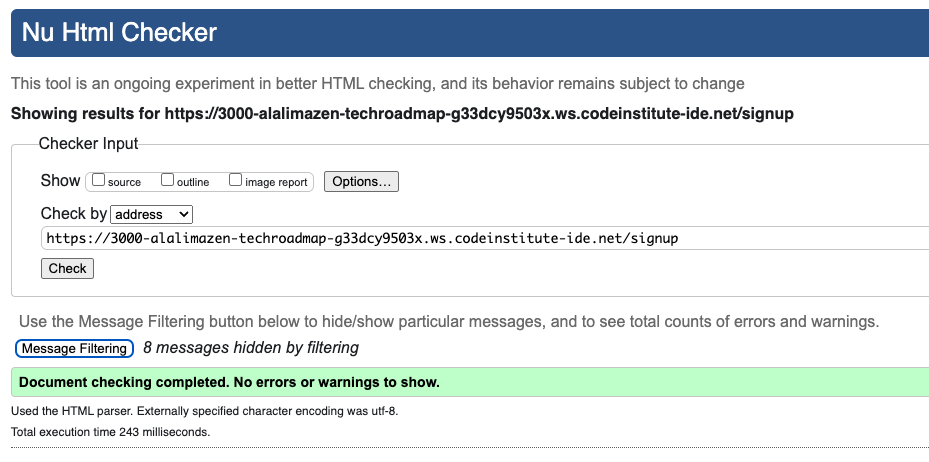 Nu Html Checker
This tool is an ongoing experiment in better HTML checking, and its behavior remains subject to change
Showing results for https://3000-alalimazen-techroadmap-g33dcy9503x.ws.codeinstitute-ide.net/signup
Checker Input
Show source outline image report Options...
Check by address
https://3000-alalimazen-techroadmap-g33dcy9503x.ws.codeinstitute-ide.net/signup
Check
Use the Message Filtering button below to hide/show particular messages, and to see total counts of errors and warnings.
Message Filtering 8 messages hidden by filtering
Document checking completed. No errors or warnings to show.
Used the HTML parser. Externally specified character encoding was utf-8.
Total execution time 243 milliseconds.